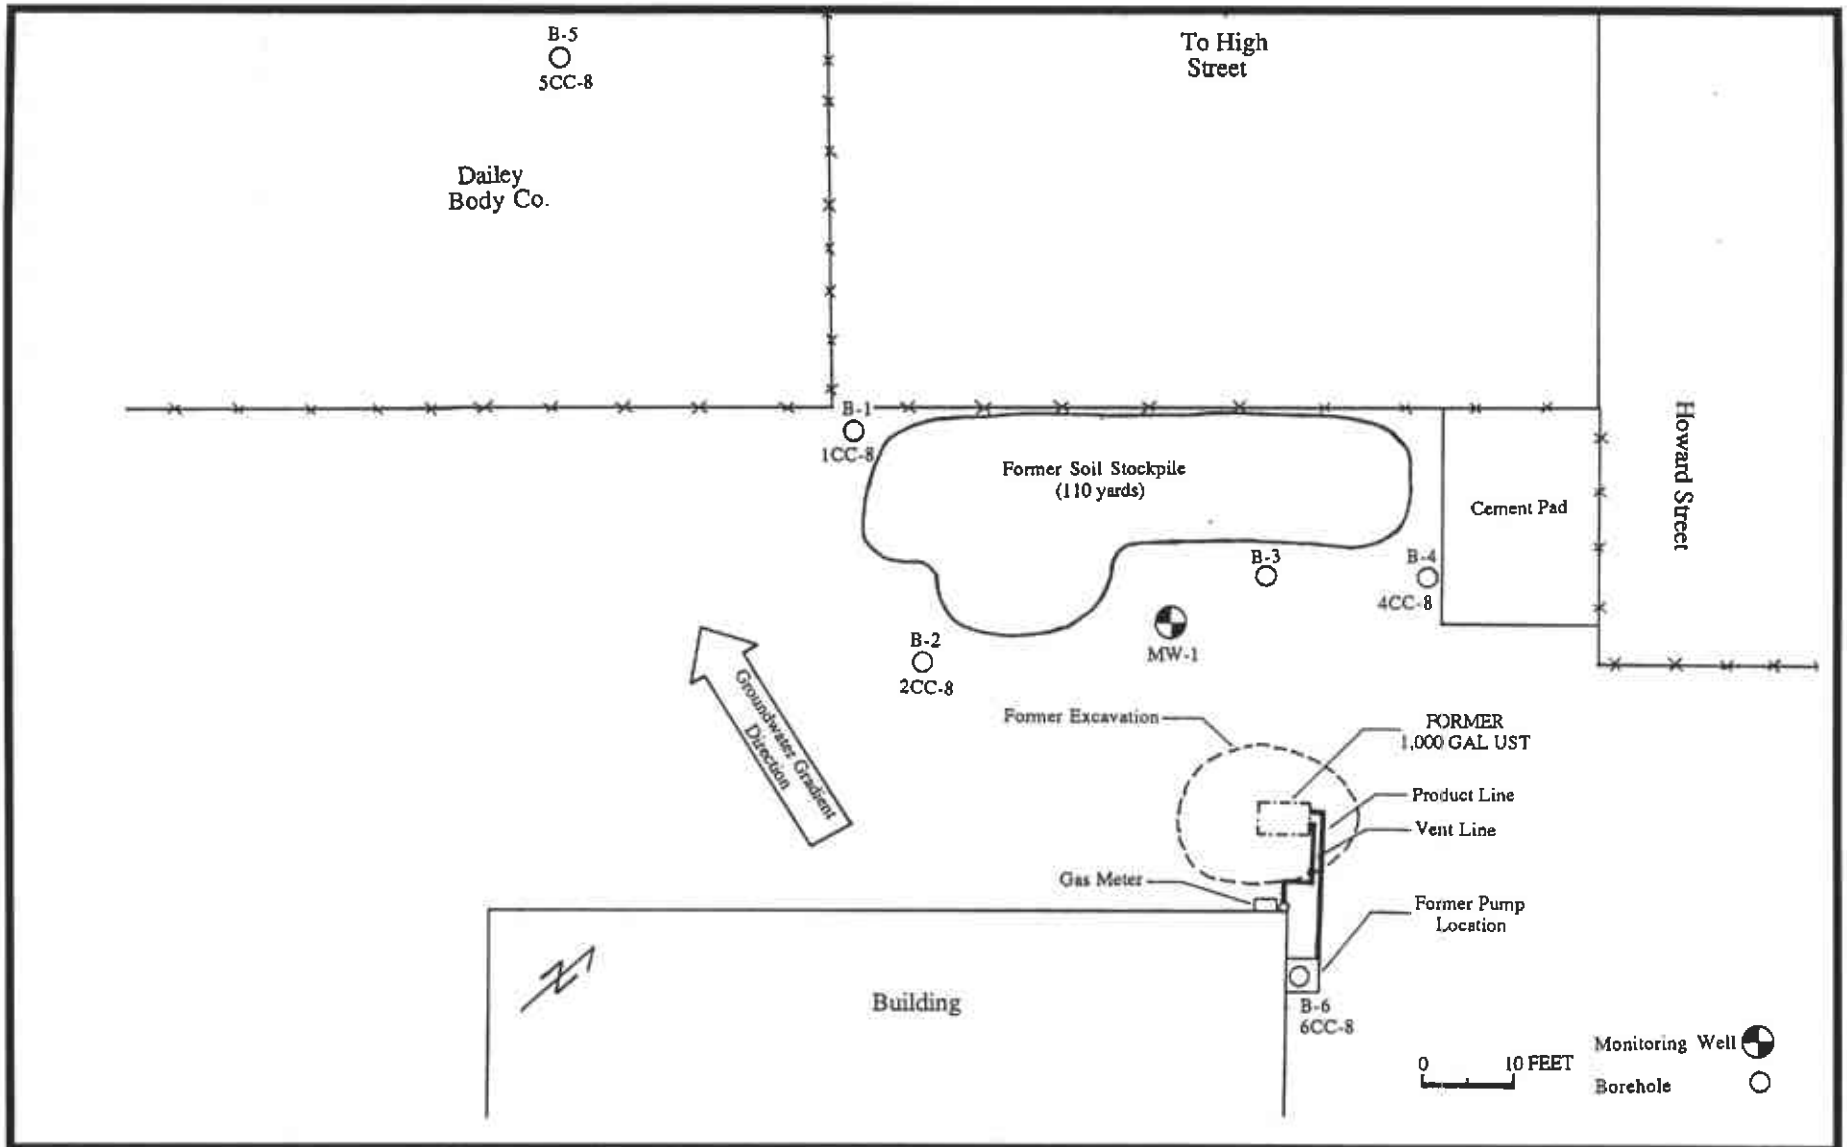 B-5
5CC-8
To High
Street
Dailey
Body Co.
B-1
1CC-8
Former Soil Stockpile
(110 yards)
Cement Pad
Howard Street
B-3
B-4
4CC-8
MW-1
B-2
2CC-8
Groundwater Gradient
Direction
Former Excavation
FORMER
1,000 GAL UST
Product Line
Vent Line
Gas Meter
Former Pump
Location
N
Building
B-6
6CC-8
0 10 FEET
Monitoring Well
Borehole